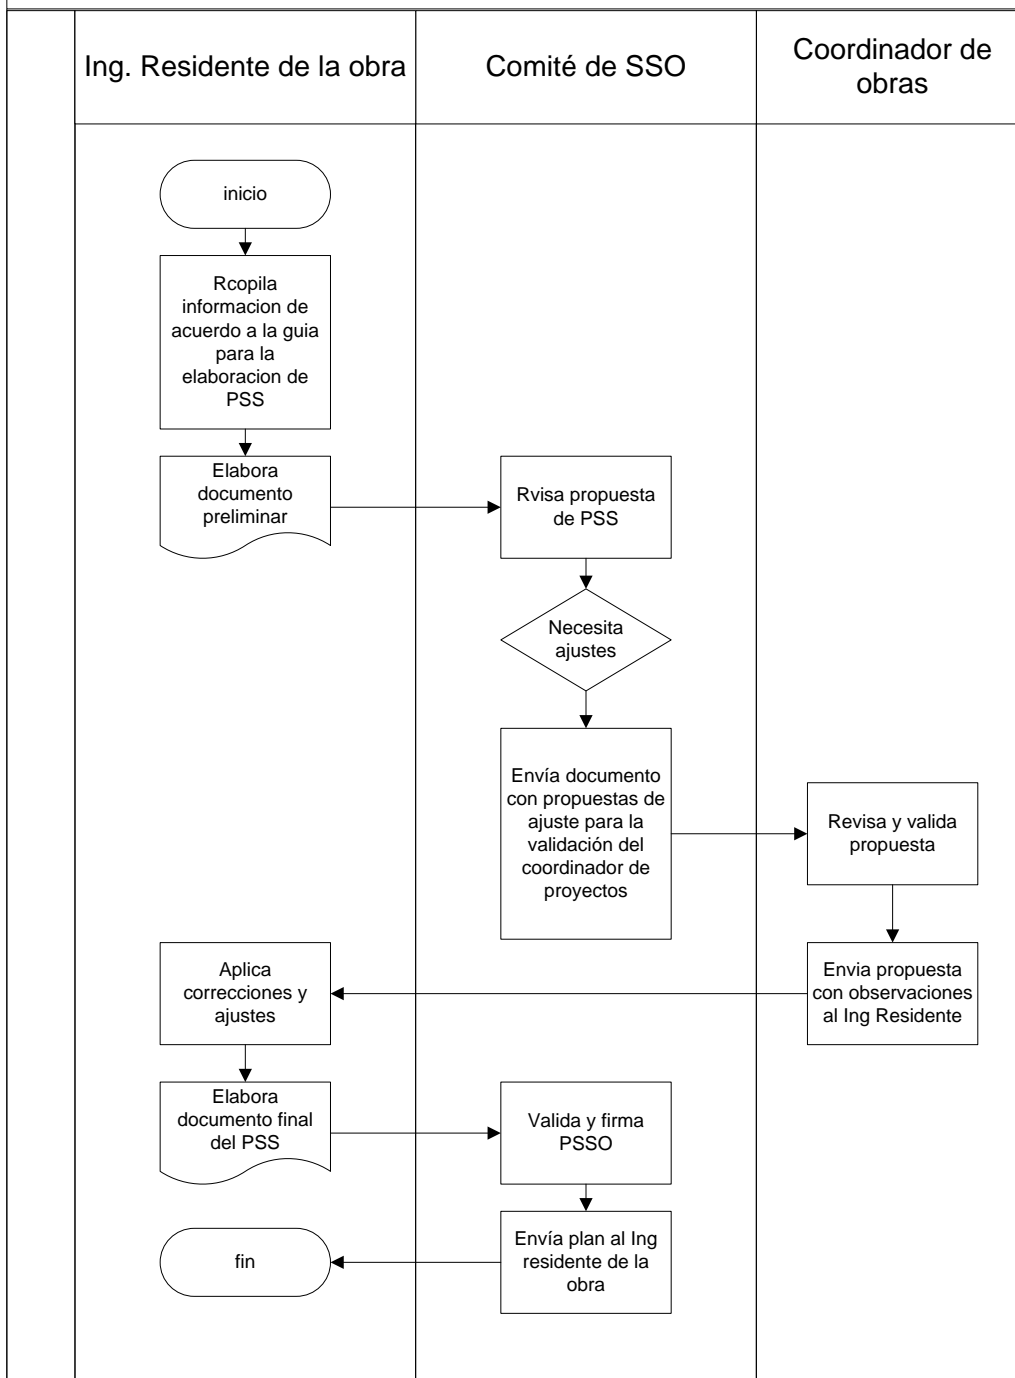 Ing. Residente de la obra
Comité de SSO
Coordinador de
obras
inicio
Rcopila
informacion de
acuerdo a la guia
para la
elaboracion de
PSS
Elabora
documento
preliminar
Rvisa propuesta
de PSS
Necesita
ajustes
Envía documento
con propuestas de
ajuste para la
validación del
coordinador de
proyectos
Revisa y valida
propuesta
Envia propuesta
con observaciones
al Ing Residente
Aplica
correcciones y
ajustes
Elabora
documento final
del PSS
Valida y firma
PSSO
Envía plan al Ing
residente de la
obra
fin